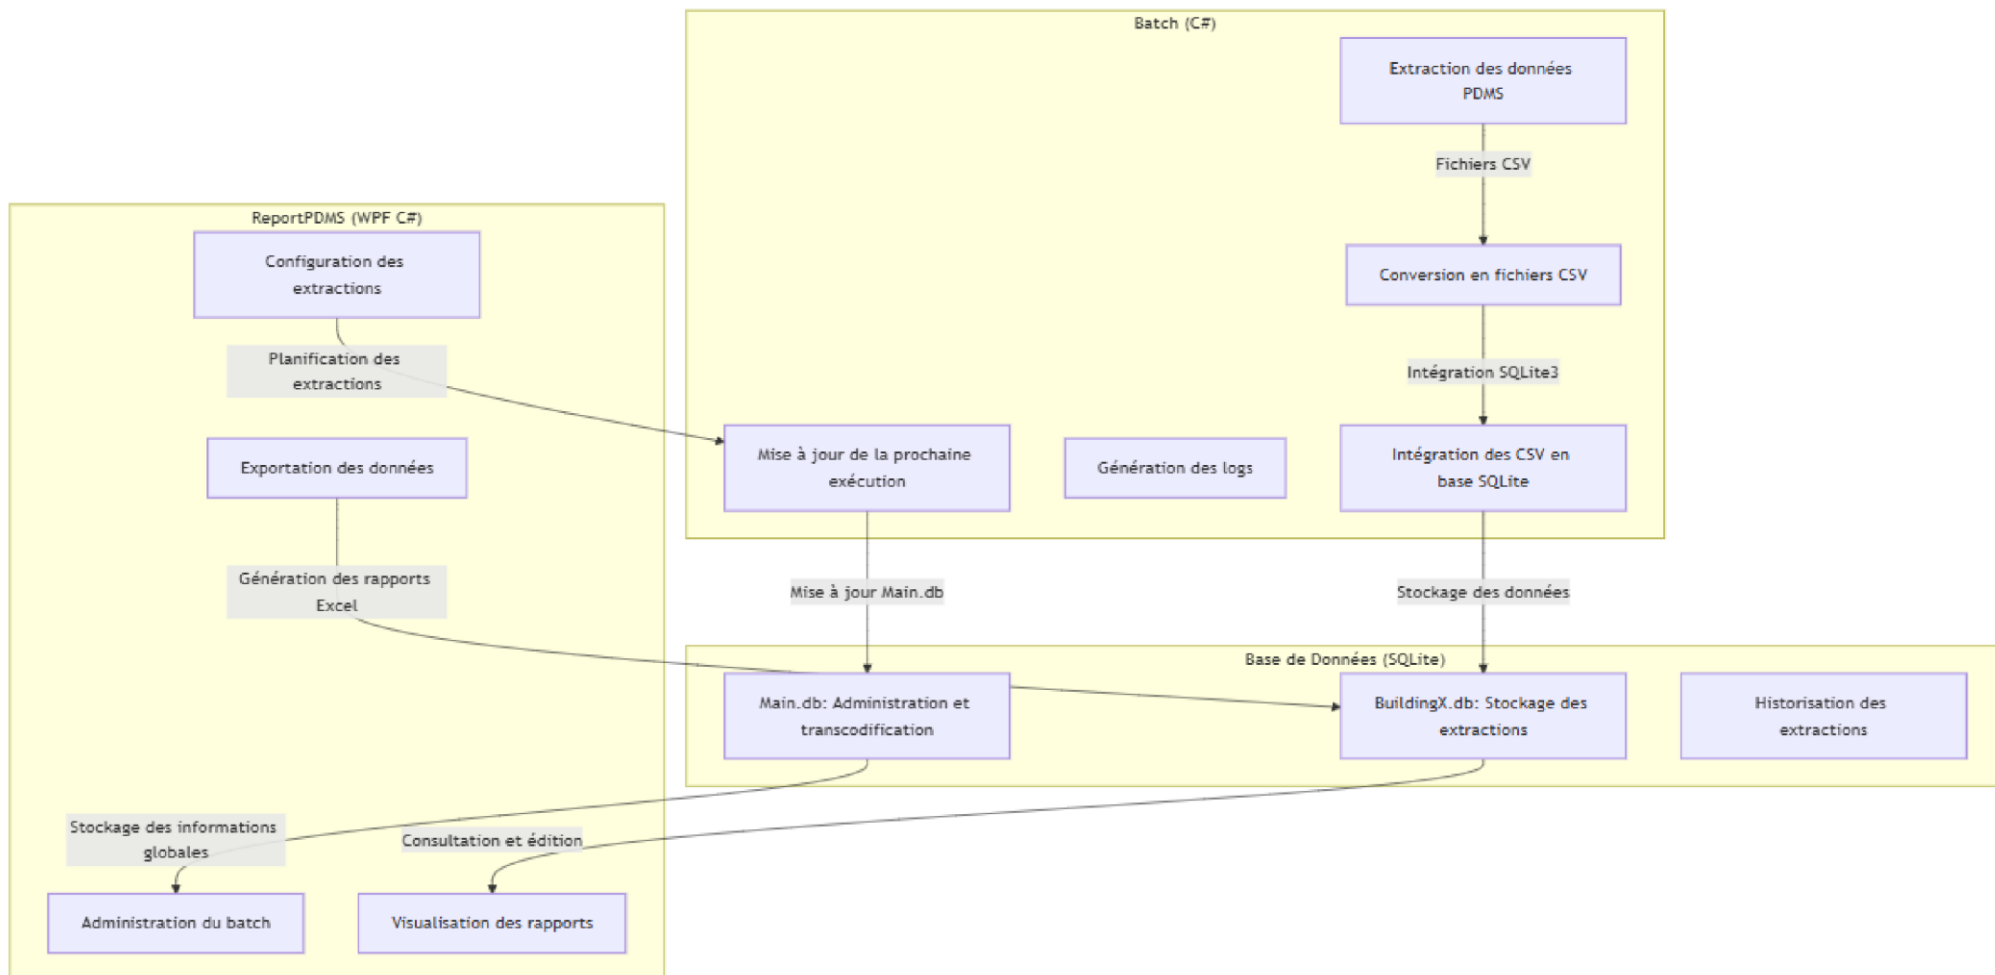 Batch (C#)
Extraction des données
PDMS
Fichiers CSV
Conversion en fichiers CSV
Intégration SQLite3
Mise à jour de la prochaine
exécution
Génération des logs
Intégration des CSV en
base SQLite
ReportPDMS (WPF C#)
Configuration des
extractions
Planification des
extractions
Exportation des données
Génération des rapports
Excel
Mise à jour Main.db
Stockage des données
Base de Données (SQLite)
Main.db: Administration et
transcodification
BuildingX.db: Stockage des
extractions
Historisation des
extractions
Stockage des informations
globales
Consultation et édition
Administration du batch
Visualisation des rapports